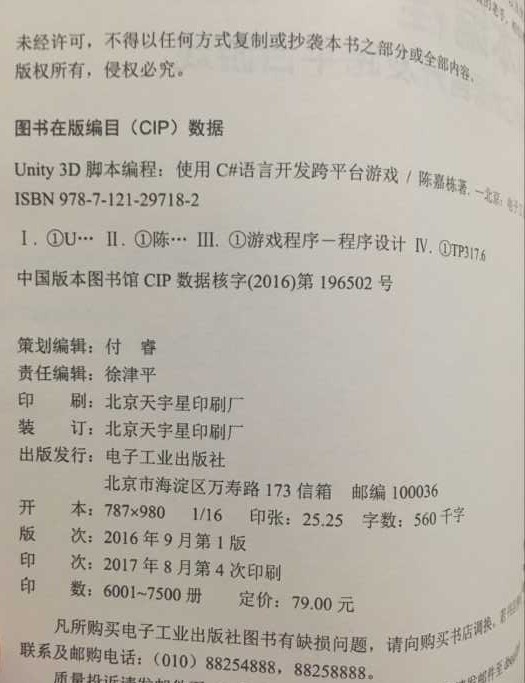 未经许可，不得以任何方式复制或抄袭本书之部分或全部内容。
版权所有，侵权必究。
图书在版编目（CIP）数据
Unity 3D 脚本编程：使用 C#语言开发跨平台游戏 / 陈嘉栋著. —北京：电子工
ISBN 978-7-121-29718-2
Ⅰ. ①U… Ⅱ. ①陈… Ⅲ. ①游戏程序－程序设计 Ⅳ. ①TP317.6
中国版本图书馆 CIP 数据核字(2016)第 196502 号
策划编辑：付 睿
责任编辑：徐津平
印 刷：北京天宇星印刷厂
装 订：北京天宇星印刷厂
出版发行：电子工业出版社
北京市海淀区万寿路 173 信箱 邮编 100036
开 本：787×980 1/16 印张：25.25 字数：560 千字
版 次：2016 年 9 月第 1 版
印 次：2017 年 8 月第 4 次印刷
印 数：6001~7500 册 定价：79.00 元
凡所购买电子工业出版社图书有缺损问题，请向购买书店调换。若书店
联系及邮购电话：（010）88254888，88258888。
质量投诉请发邮件